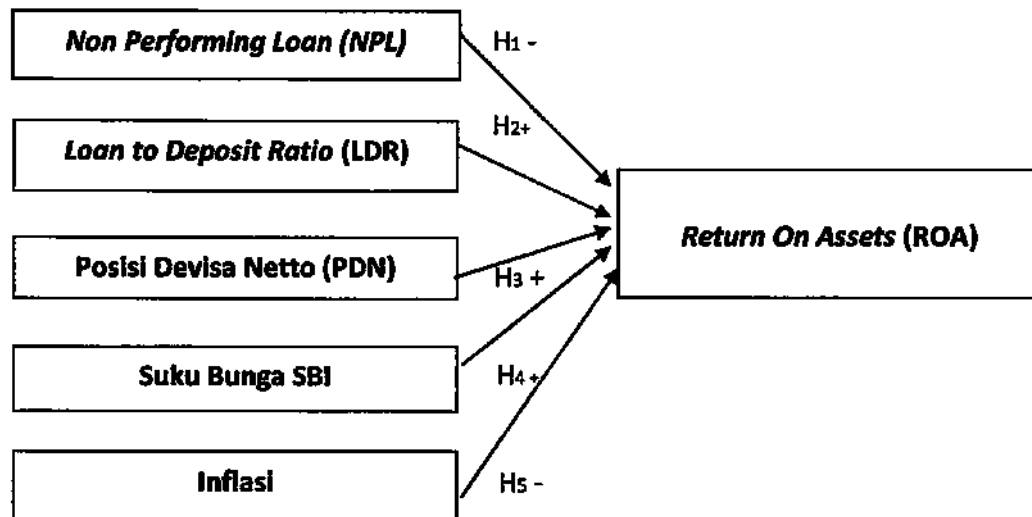 Non Performing Loan (NPL)
H1 -
Loan to Deposit Ratio (LDR)
H2+
Return On Assets (ROA)
Posisi Devisa Netto (PDN)
H3 +
Suku Bunga SBI
H4 +
Inflasi
H5 -